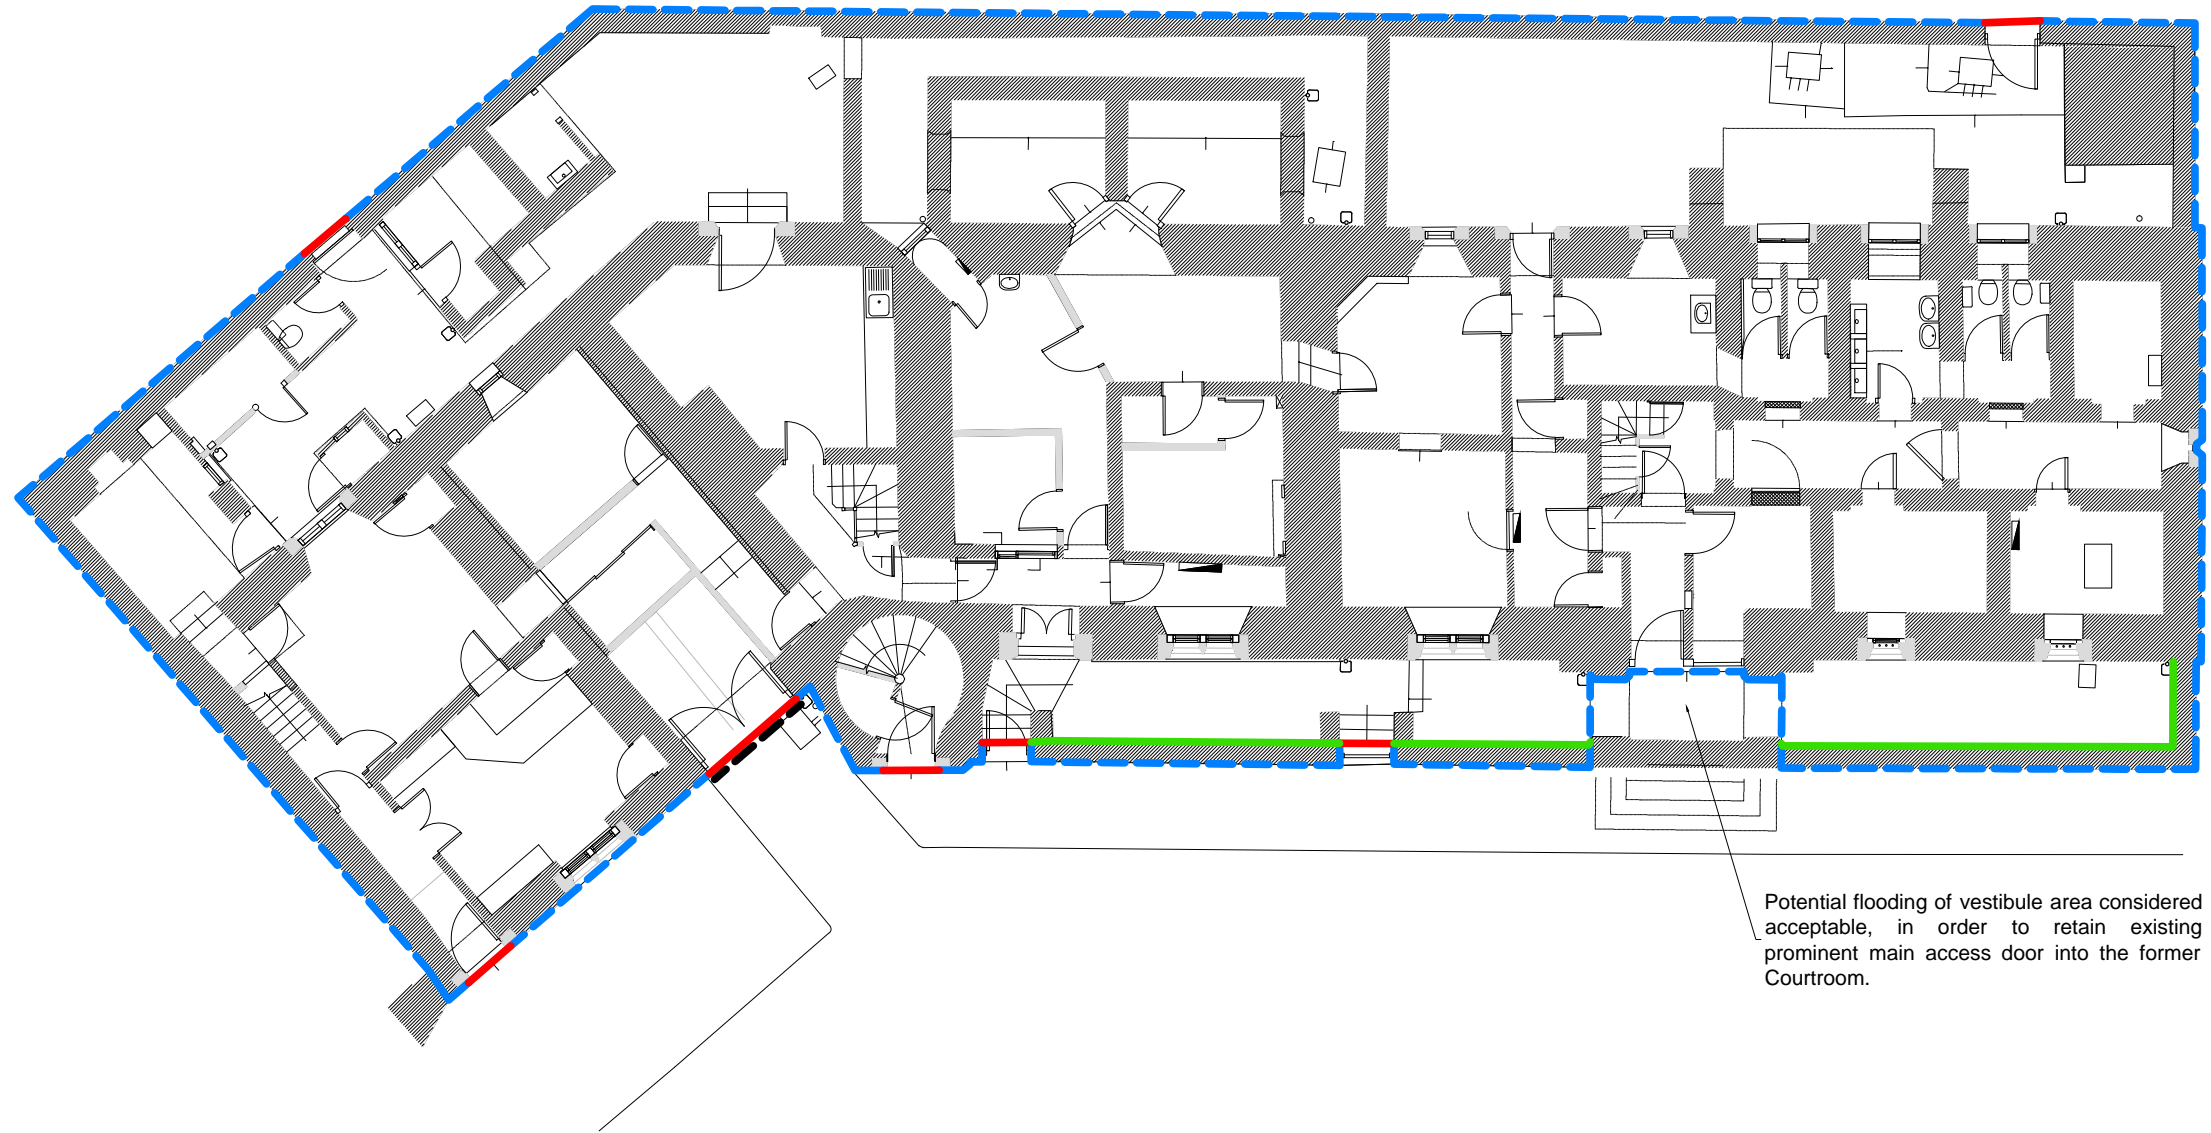 Potential flooding of vestibule area considered
acceptable, in order to retain existing
prominent main access door into the former
Courtroom.